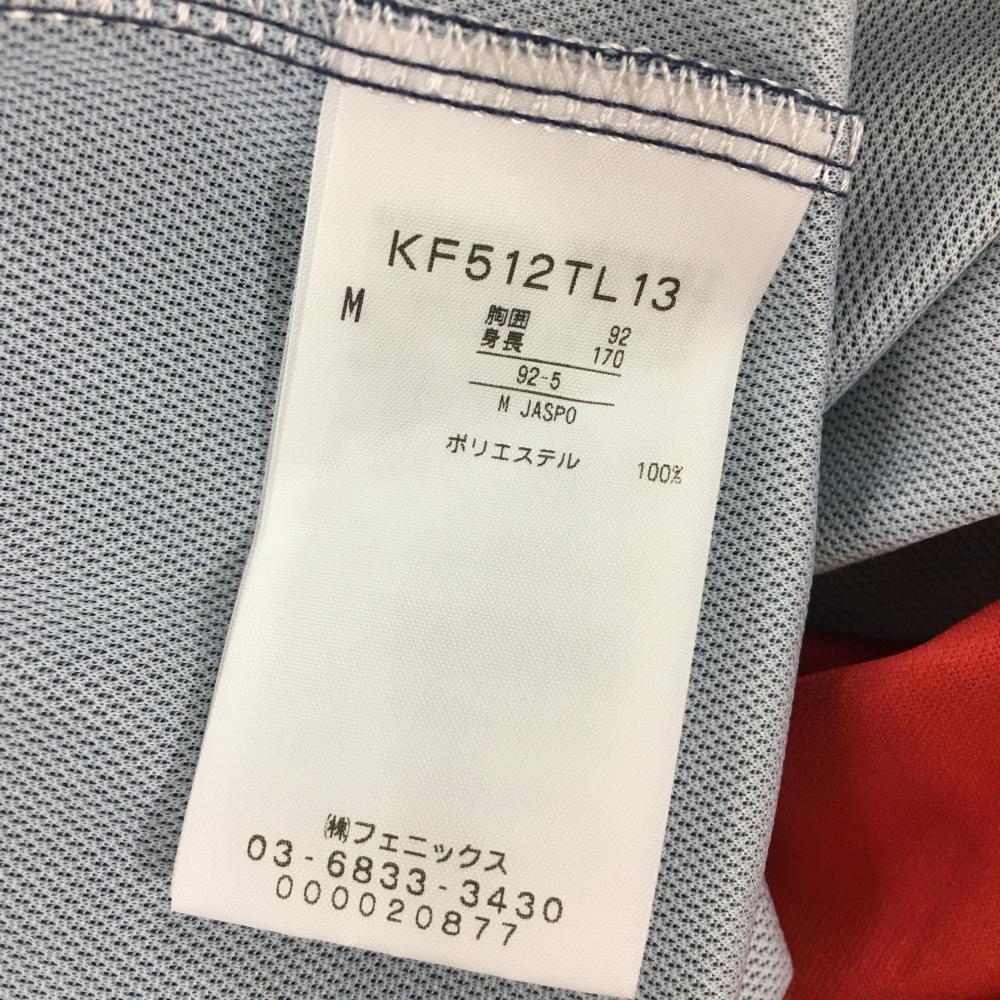 KF512TL13
M
胸囲 92
身長 170
92-5
M JASPO
ポリエステル 100%
㈱フェニックス
03-6833-3430
000020877